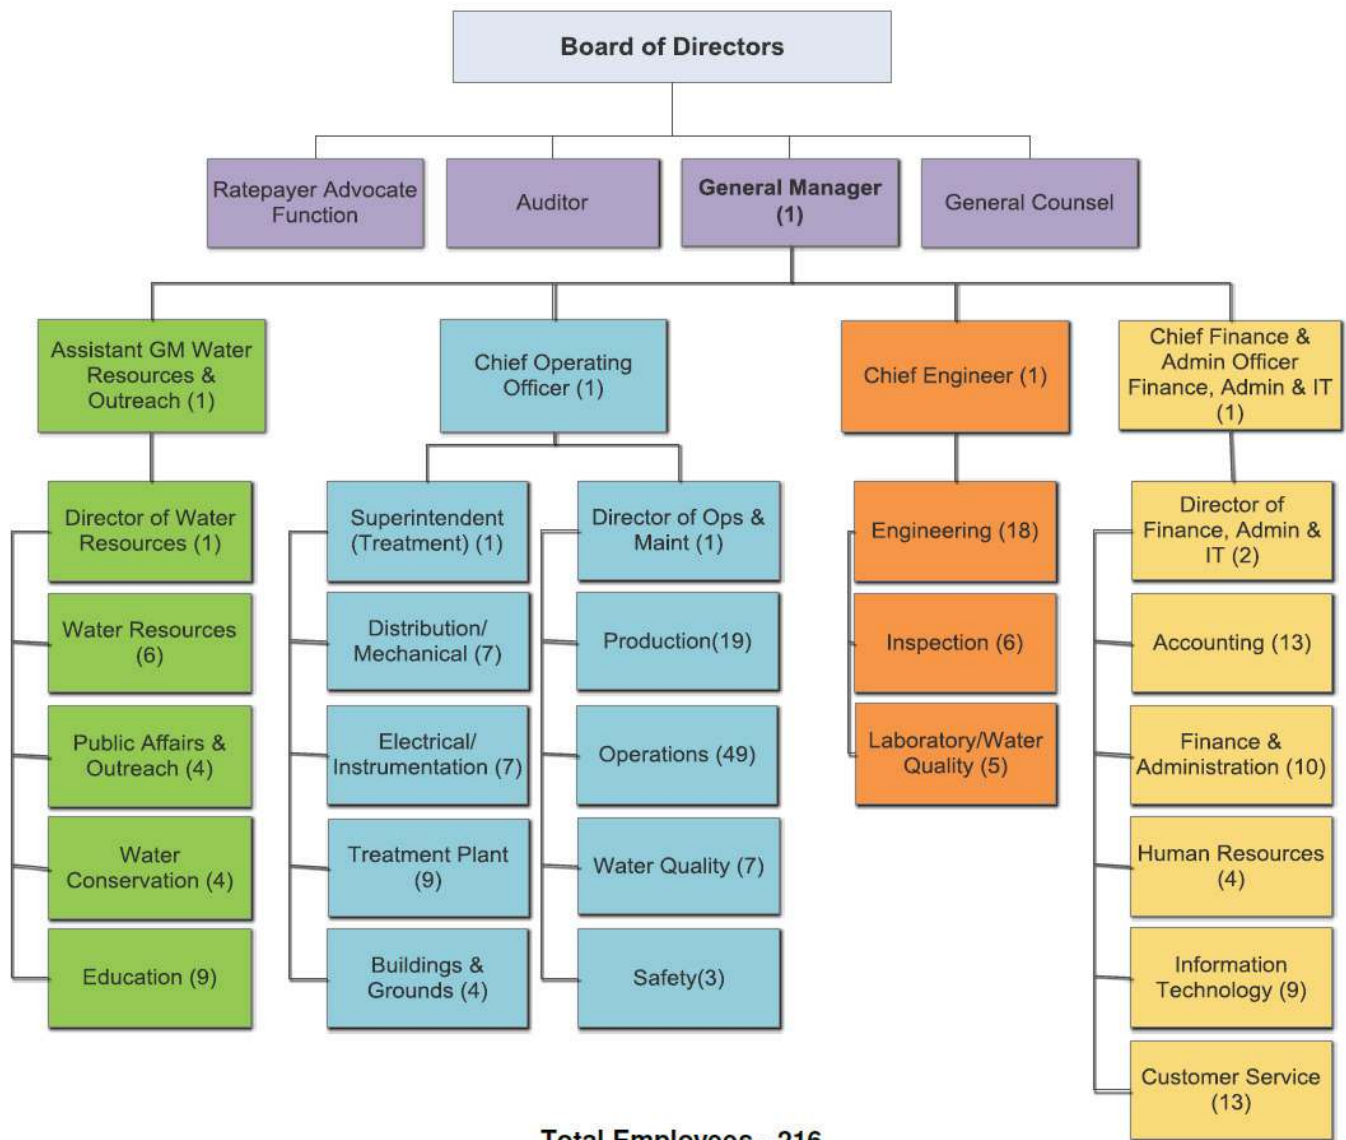 Board of Directors
Ratepayer Advocate
Function
Auditor
General Manager
(1)
General Counsel
Assistant GM Water
Resources &
Outreach (1)
Chief Operating
Officer (1)
Chief Engineer (1)
Chief Finance &
Admin Officer
Finance, Admin & IT
(1)
Director of Water
Resources (1)
Water Resources
(6)
Public Affairs &
Outreach (4)
Water
Conservation (4)
Education (9)
Superintendent
(Treatment) (1)
Distribution/
Mechanical (7)
Electrical/
Instrumentation (7)
Treatment Plant
(9)
Buildings &
Grounds (4)
Director of Ops &
Maint (1)
Production(19)
Operations (49)
Water Quality (7)
Safety(3)
Engineering (18)
Inspection (6)
Laboratory/Water
Quality (5)
Director of
Finance, Admin &
IT (2)
Accounting (13)
Finance &
Administration (10)
Human Resources
(4)
Information
Technology (9)
Customer Service
(13)
Total Employees - 216